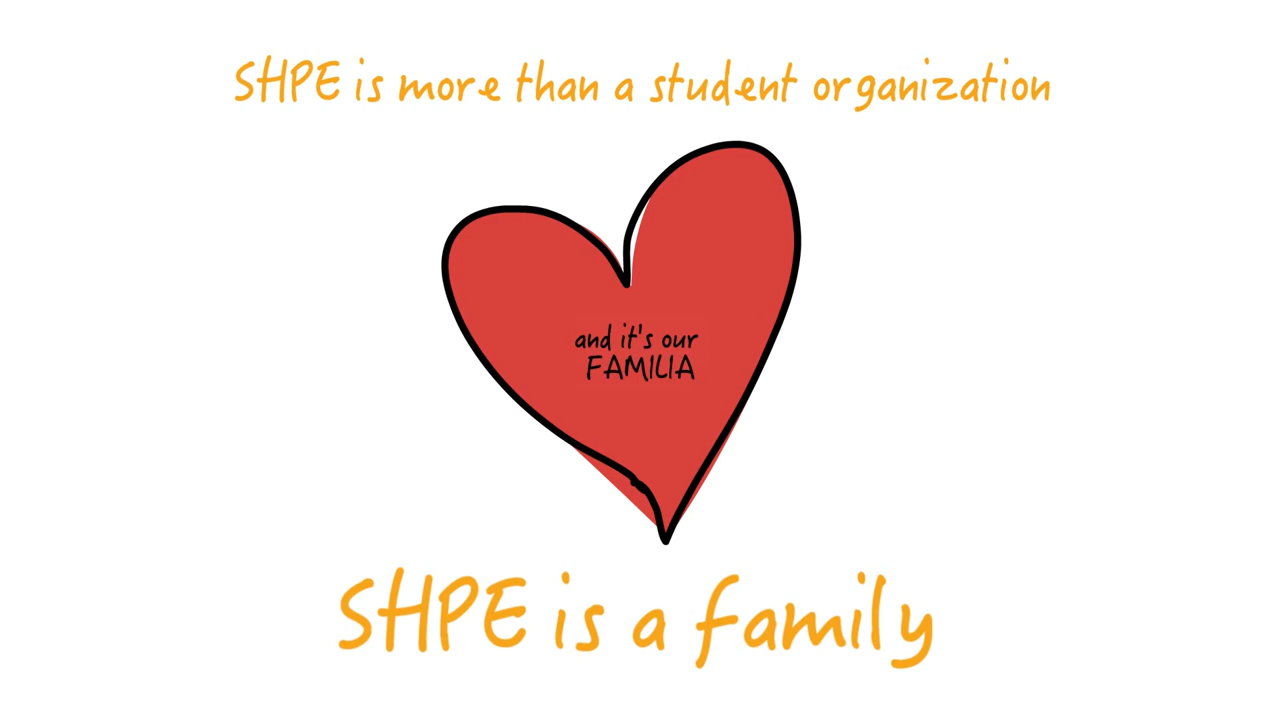 SHPE is more than a student organization
and it's our
FAMILIA
SHPE is a family